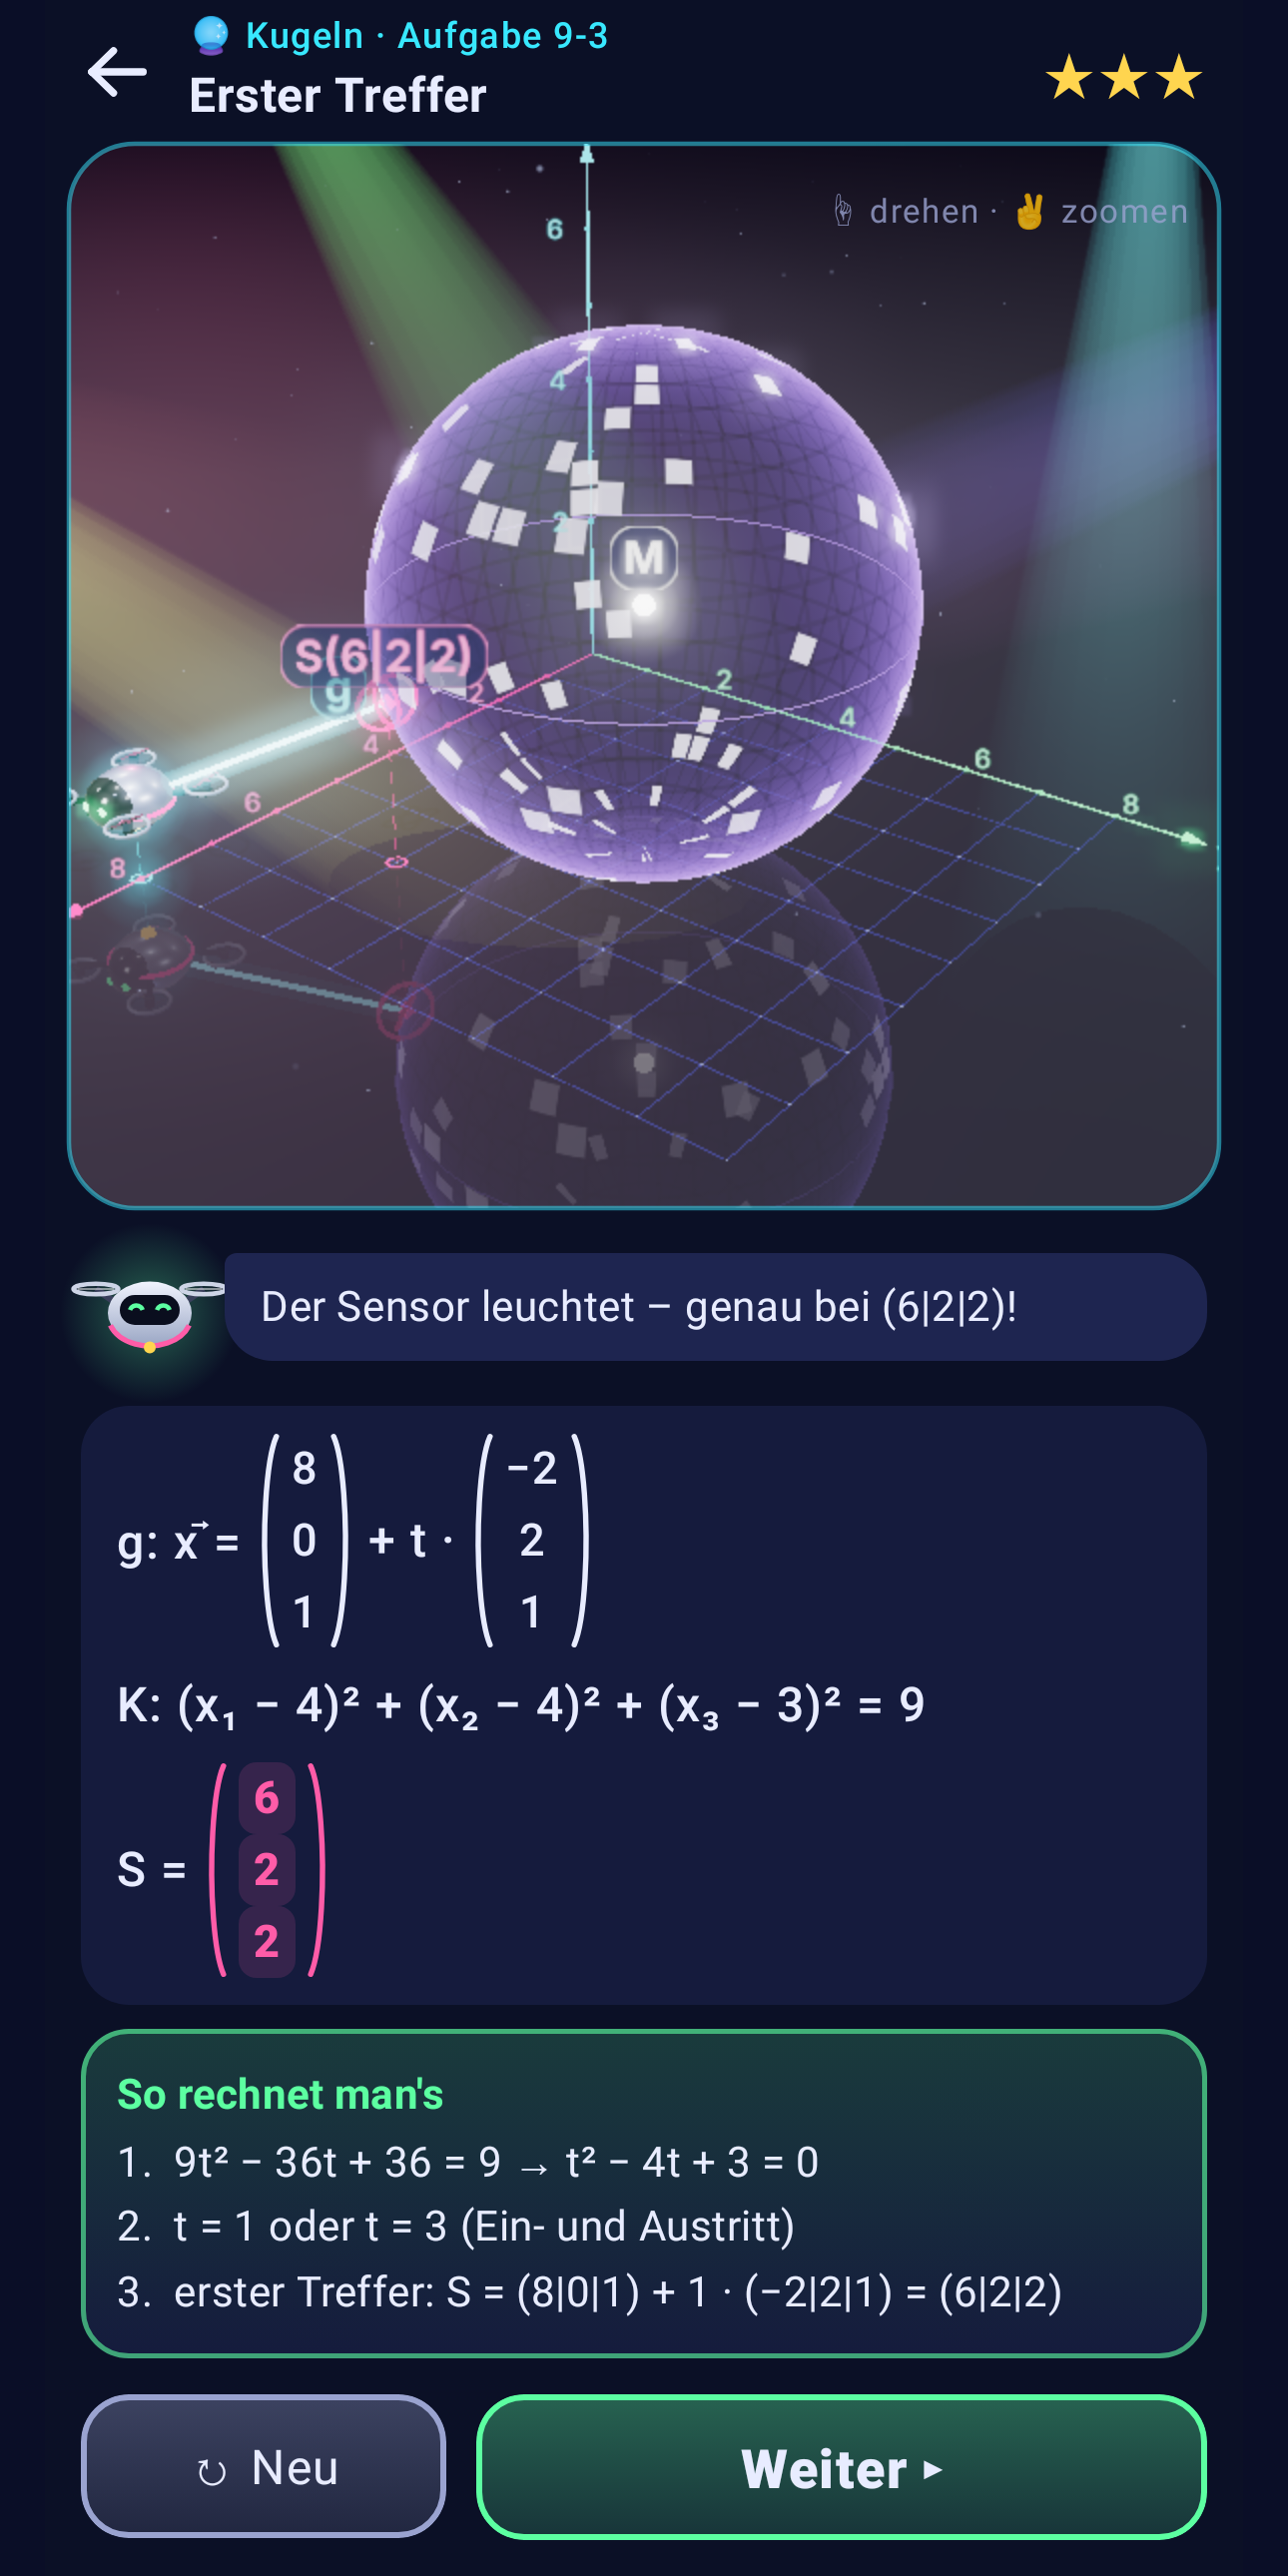 🔮 Kugeln · Aufgabe 9-3
Erster Treffer
★★★
☝ drehen · ✌ zoomen
6
4
2
M
S(6|2|2)
g
2
4
6
8
2
4
6
8
Der Sensor leuchtet – genau bei (6|2|2)!
g: x⃗ = (8 0 1) + t · (−2 2 1)
K: (x₁ − 4)² + (x₂ − 4)² + (x₃ − 3)² = 9
S = (6 2 2)
So rechnet man's
1. 9t² − 36t + 36 = 9 → t² − 4t + 3 = 0
2. t = 1 oder t = 3 (Ein- und Austritt)
3. erster Treffer: S = (8|0|1) + 1 · (−2|2|1) = (6|2|2)
↻ Neu
Weiter ▸